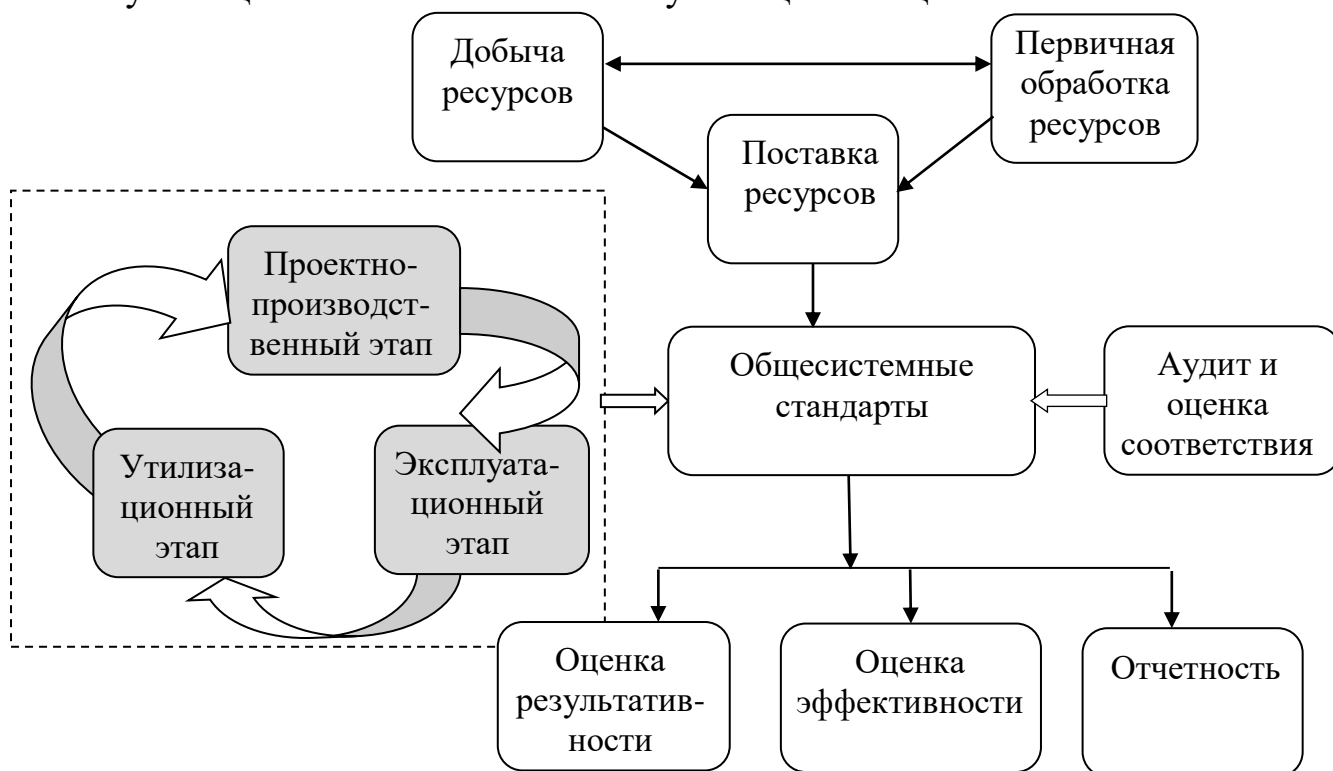 Добыча
ресурсов
Первичная
обработка
ресурсов
Поставка
ресурсов
Проектно-
производст-
венный этап
Утилиза-
ционный
этап
Эксплуата-
ционный
этап
Общесистемные
стандарты
Аудит и
оценка
соответствия
Оценка
результатив-
ности
Оценка
эффективности
Отчетность